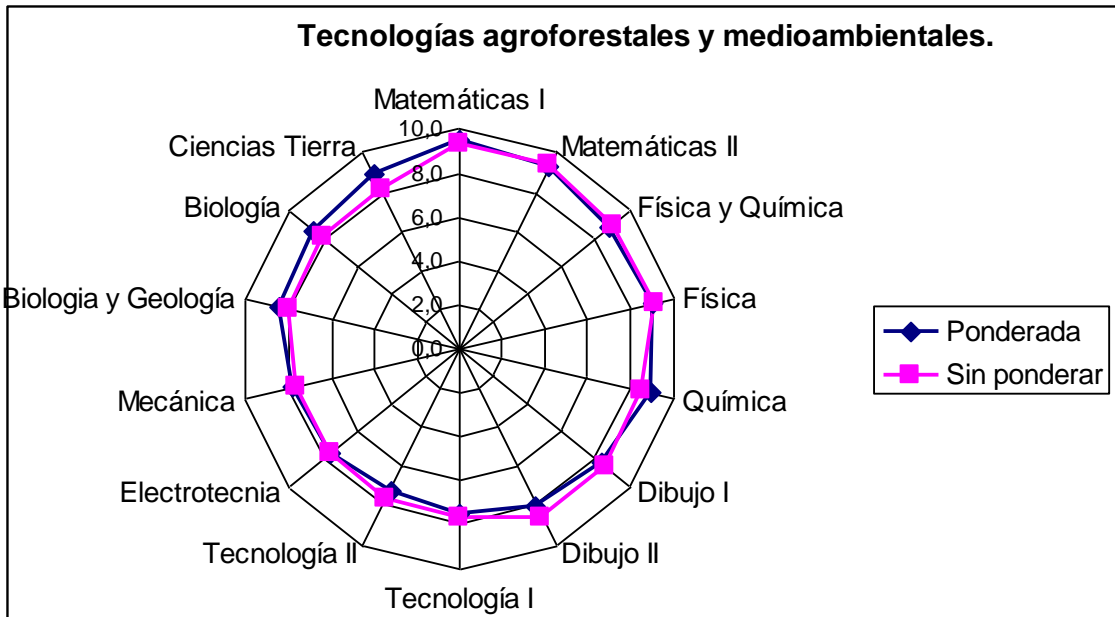 Tecnologías agroforestales y medioambientales.
Matemáticas I
Matemáticas II
Física y Química
Física
Química
Dibujo I
Dibujo II
Tecnología I
Tecnología II
Electrotecnia
Mecánica
Biologia y Geología
Biología
Ciencias Tierra
10,0
8,0
6,0
4,0
2,0
0,0
Ponderada
Sin ponderar